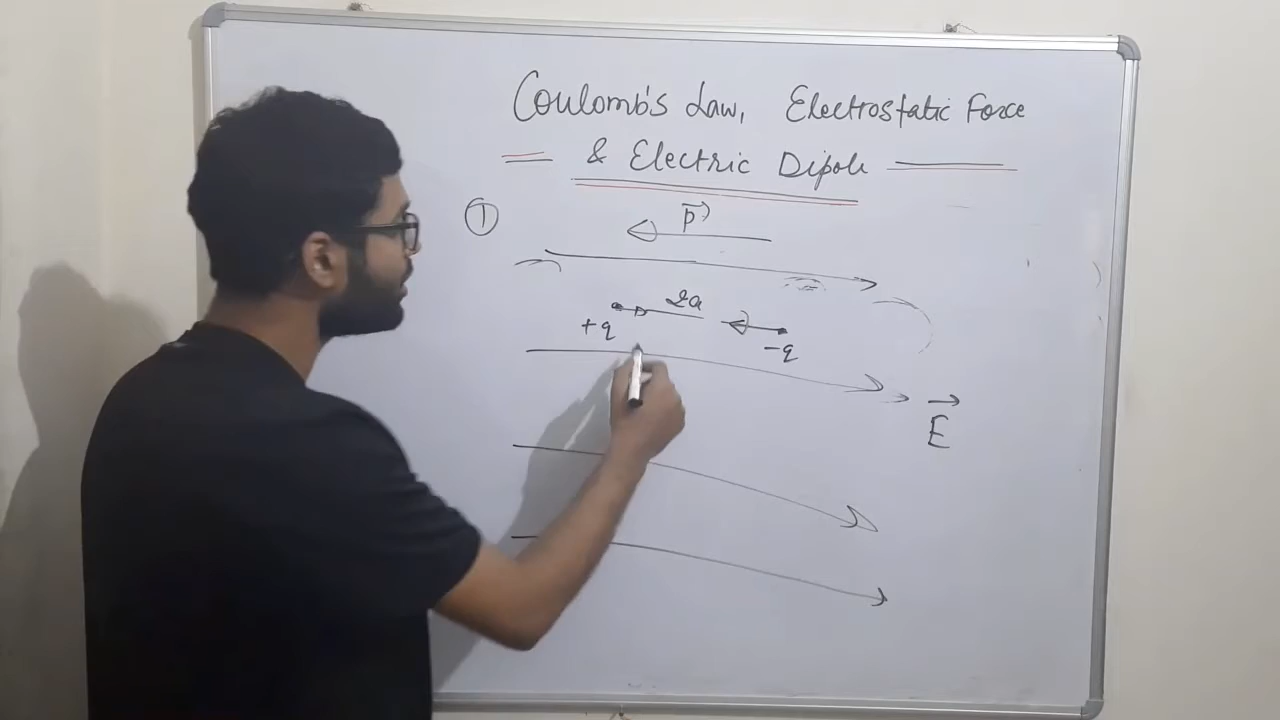 Coulomb's Law, Electrostatic Force
& Electric Dipole
①
p⃗
2a
+q
-q
E⃗